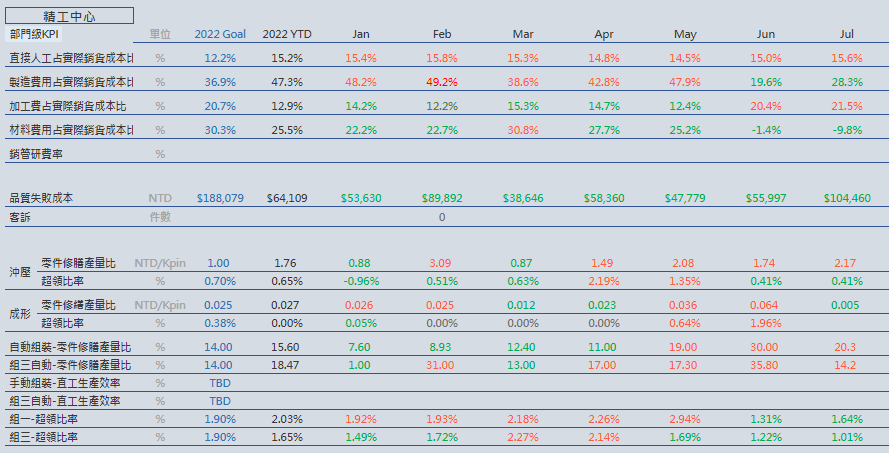 精工中心
部門級KPI 單位 2022 Goal 2022 YTD Jan Feb Mar Apr May Jun Jul
直接人工占實際銷貨成本比 % 12.2% 15.2% 15.4% 15.8% 15.3% 14.8% 14.5% 15.0% 15.6%
製造費用占實際銷貨成本比 % 36.9% 47.3% 48.2% 49.2% 38.6% 42.8% 47.9% 19.6% 28.3%
加工費占實際銷貨成本比 % 20.7% 12.9% 14.2% 12.2% 15.3% 14.7% 12.4% 20.4% 21.5%
材料費用占實際銷貨成本比 % 30.3% 25.5% 22.2% 22.7% 30.8% 27.7% 25.2% -1.4% -9.8%
銷管研費率 %
品質失敗成本 NTD $188,079 $64,109 $53,630 $89,892 $38,646 $58,360 $47,779 $55,997 $104,460
客訴 件數 0
沖壓 零件修繕產量比 NTD/Kpin 1.00 1.76 0.88 3.09 0.87 1.49 2.08 1.74 2.17
超領比率 % 0.70% 0.65% -0.96% 0.51% 0.63% 2.19% 1.35% 0.41% 0.41%
成形 零件修繕產量比 NTD/Kpin 0.025 0.027 0.026 0.025 0.012 0.023 0.036 0.064 0.005
超領比率 % 0.38% 0.00% 0.05% 0.00% 0.00% 0.00% 0.64% 1.96%
自動組裝-零件修繕產量比 % 14.00 15.60 7.60 8.93 12.40 11.00 19.00 30.00 20.3
組三自動-零件修繕產量比 % 14.00 18.47 1.00 31.00 13.00 17.00 17.30 35.80 14.2
手動組裝-直工生產效率 % TBD
組三自動-直工生產效率 % TBD
組一-超領比率 % 1.90% 2.03% 1.92% 1.93% 2.18% 2.26% 2.94% 1.31% 1.64%
組三-超領比率 % 1.90% 1.65% 1.49% 1.72% 2.27% 2.14% 1.69% 1.22% 1.01%